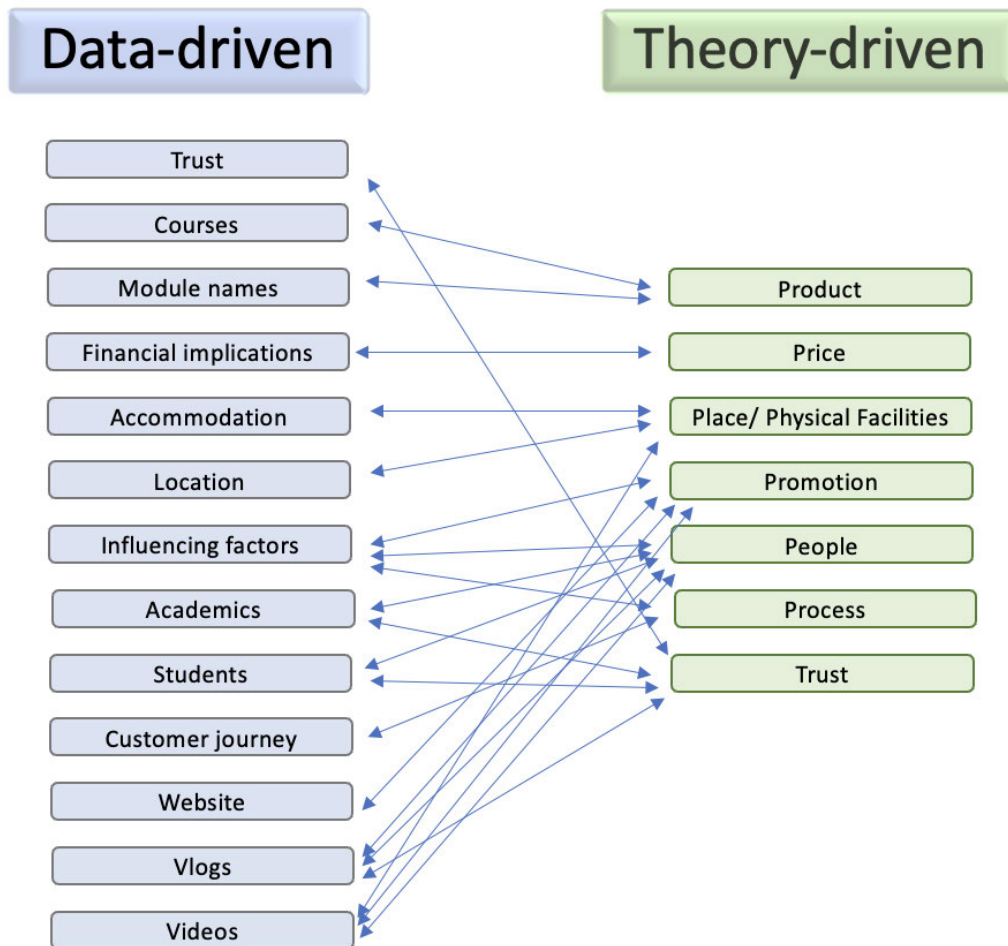 Data-driven
Theory-driven
Trust
Courses
Module names
Financial implications
Accommodation
Location
Influencing factors
Academics
Students
Customer journey
Website
Vlogs
Videos
Product
Price
Place/ Physical Facilities
Promotion
People
Process
Trust